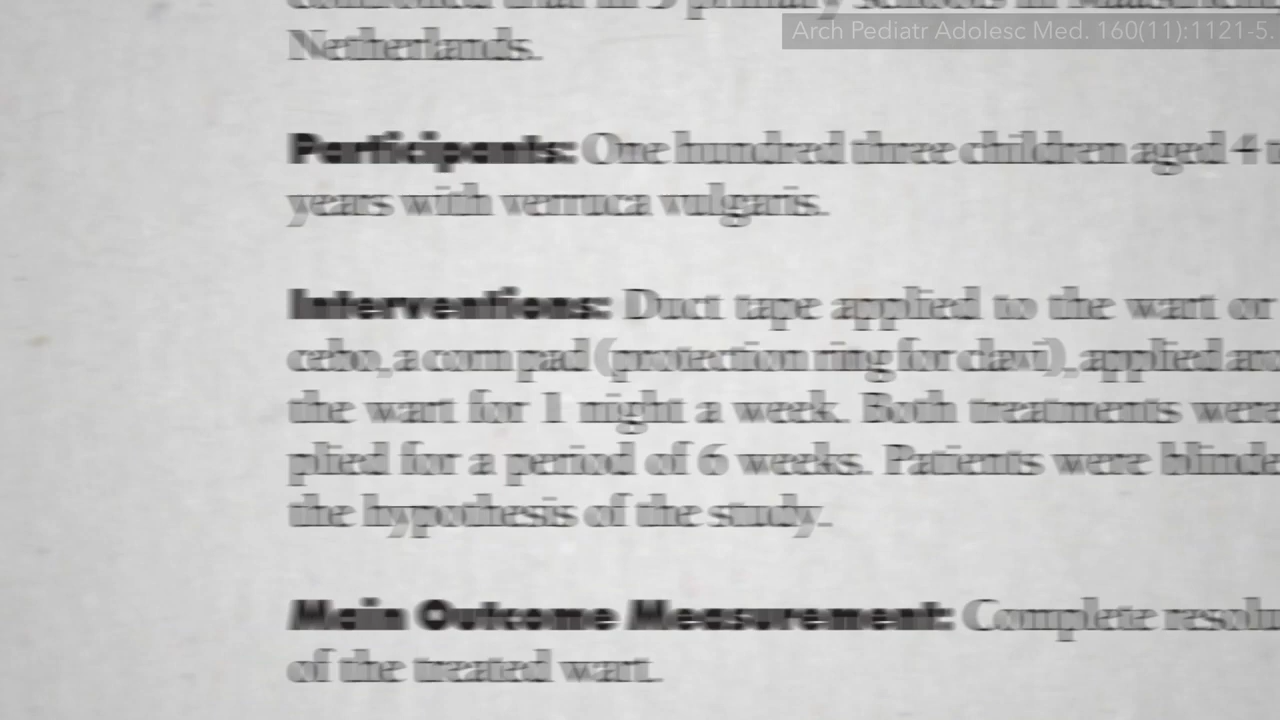 Arch Pediatr Adolesc Med. 160(11):1121-5.
Netherlands.
Participants: One hundred three children aged 4
years with verruca vulgaris.
Interventions: Duct tape applied to the wart or
cebo, a corn pad (protection ring for clavi), applied
the wart for 1 night a week. Both treatments were
plied for a period of 6 weeks. Patients were
the hypothesis of the study.
Main Outcome Measurement: Complete
of the treated wart.